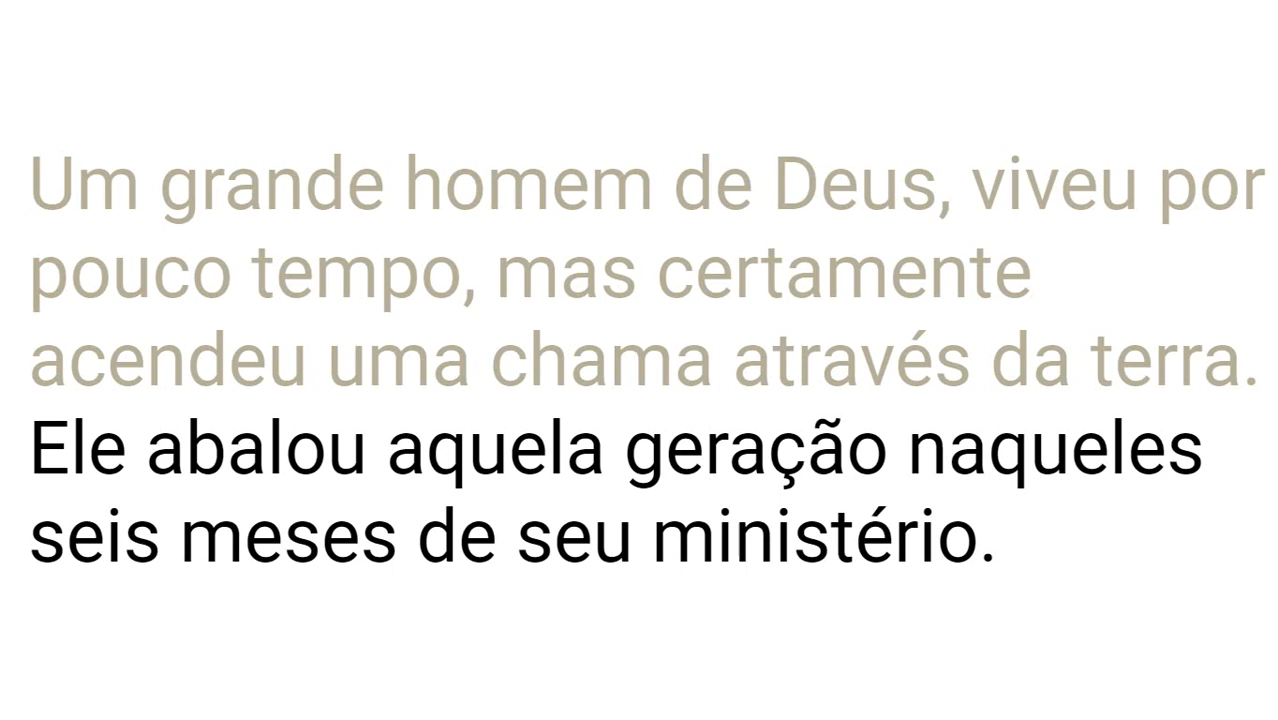 Um grande homem de Deus, viveu por
pouco tempo, mas certamente
acendeu uma chama através da terra.
Ele abalou aquela geração naqueles
seis meses de seu ministério.